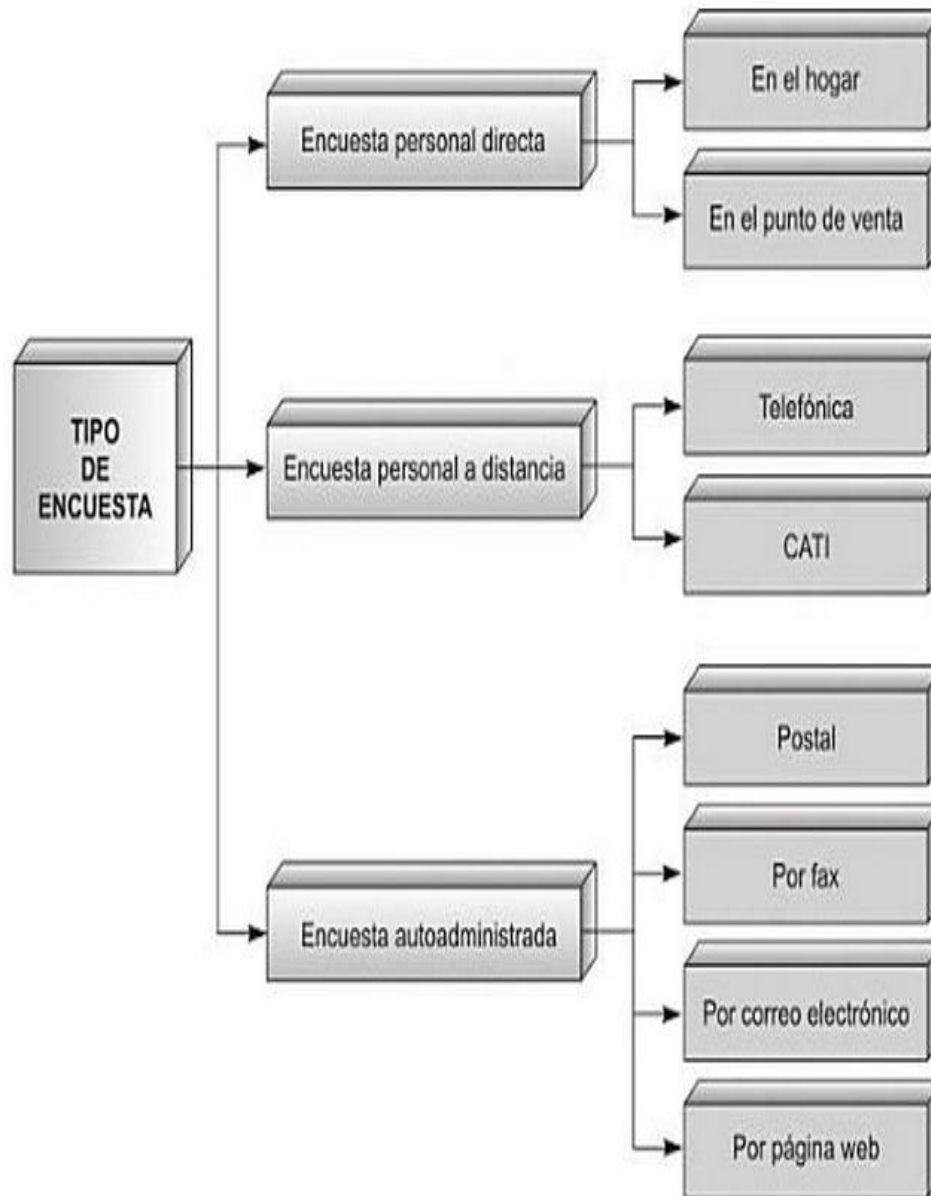 TIPO
DE
ENCUESTA
Encuesta personal directa
En el hogar
En el punto de venta
Encuesta personal a distancia
Telefónica
CATI
Encuesta autoadministrada
Postal
Por fax
Por correo electrónico
Por página web